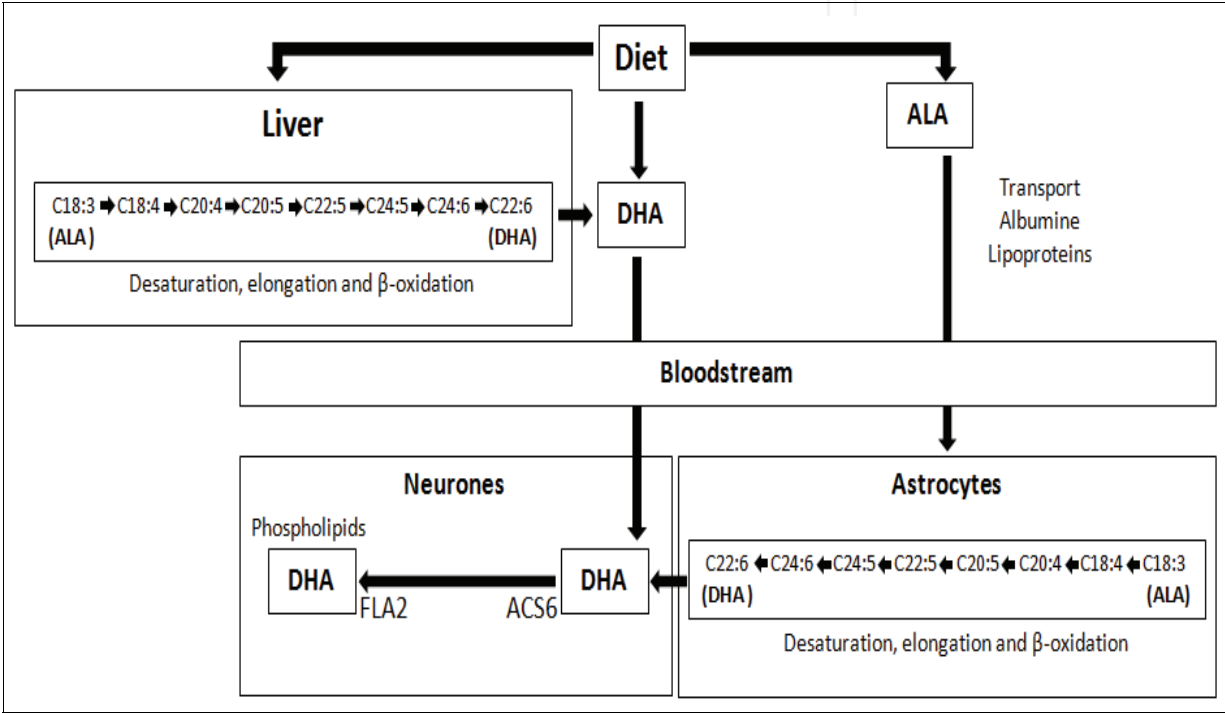 Diet
Liver
ALA
C18:3 → C18:4 → C20:4 → C20:5 → C22:5 → C24:5 → C24:6 → C22:6
(ALA) (DHA)
Desaturation, elongation and β-oxidation
DHA
Transport
Albumine
Lipoproteins
Bloodstream
Neurones
Phospholipids
DHA
FLA2
ACS6
DHA
Astrocytes
C22:6 ← C24:6 ← C24:5 ← C22:5 ← C20:5 ← C20:4 ← C18:4 ← C18:3
(DHA) (ALA)
Desaturation, elongation and β-oxidation